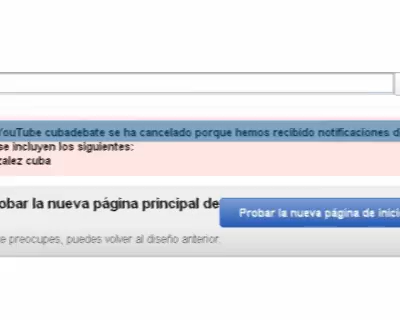 YouTube cubadebate se ha cancelado porque hemos recibido notificaciones d
se incluyen los siguientes:
zalez cuba
obar la nueva página principal de
Probar la nueva página de inici
e preocupes, puedes volver al diseño anterior.